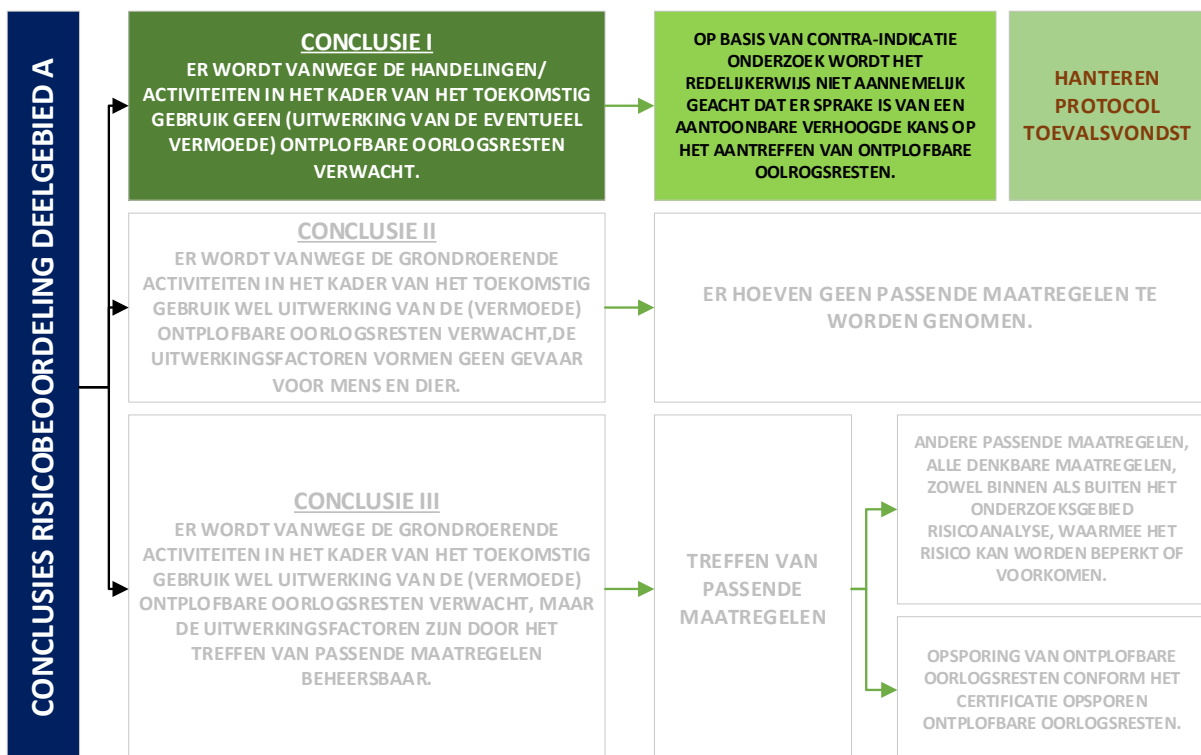 CONCLUSIES RISICOBEOORDELING DEELGEBIED A
CONCLUSIE I
ER WORDT VANWEGE DE HANDELINGEN/
ACTIVITEITEN IN HET KADER VAN HET TOEKOMSTIG
GEBRUIK GEEN (UITWERKING VAN DE EVENTUEEL
VERMOEDE) ONTPLOFBARE OORLOGSRESTEN
VERWACHT.
OP BASIS VAN CONTRA-INDICATIE
ONDERZOEK WORDT HET
REDELIJKERWIJS NIET AANNEMELIJK
GEACHT DAT ER SPRAKE IS VAN EEN
AANTOONBARE VERHOOGDE KANS OP
HET AANTREFFEN VAN ONTPLOFBARE
OOLROGSRESTEN.
HANTEREN
PROTOCOL
TOEVALSVONDST
CONCLUSIE II
ER WORDT VANWEGE DE GRONDROERENDE
ACTIVITEITEN IN HET KADER VAN HET TOEKOMSTIG
GEBRUIK WEL UITWERKING VAN DE (VERMOEDE)
ONTPLOFBARE OORLOGSRESTEN VERWACHT,DE
UITWERKINGSFACTOREN VORMEN GEEN GEVAAR
VOOR MENS EN DIER.
ER HOEVEN GEEN PASSENDE MAATREGELEN TE
WORDEN GENOMEN.
CONCLUSIE III
ER WORDT VANWEGE DE GRONDROERENDE
ACTIVITEITEN IN HET KADER VAN HET TOEKOMSTIG
GEBRUIK WEL UITWERKING VAN DE (VERMOEDE)
ONTPLOFBARE OORLOGSRESTEN VERWACHT, MAAR
DE UITWERKINGSFACTOREN ZIJN DOOR HET
TREFFEN VAN PASSENDE MAATREGELEN
BEHEERSBAAR.
TREFFEN VAN
PASSENDE
MAATREGELEN
ANDERE PASSENDE MAATREGELEN,
ALLE DENKBARE MAATREGELEN,
ZOWEL BINNEN ALS BUITEN HET
ONDERZOEKSGEBIED
RISICOANALYSE, WAARMEE HET
RISICO KAN WORDEN BEPERKT OF
VOORKOMEN.
OPSPORING VAN ONTPLOFBARE
OORLOGSRESTEN CONFORM HET
CERTIFICATIE OPSPOREN
ONTPLOFBARE OORLOGSRESTEN.